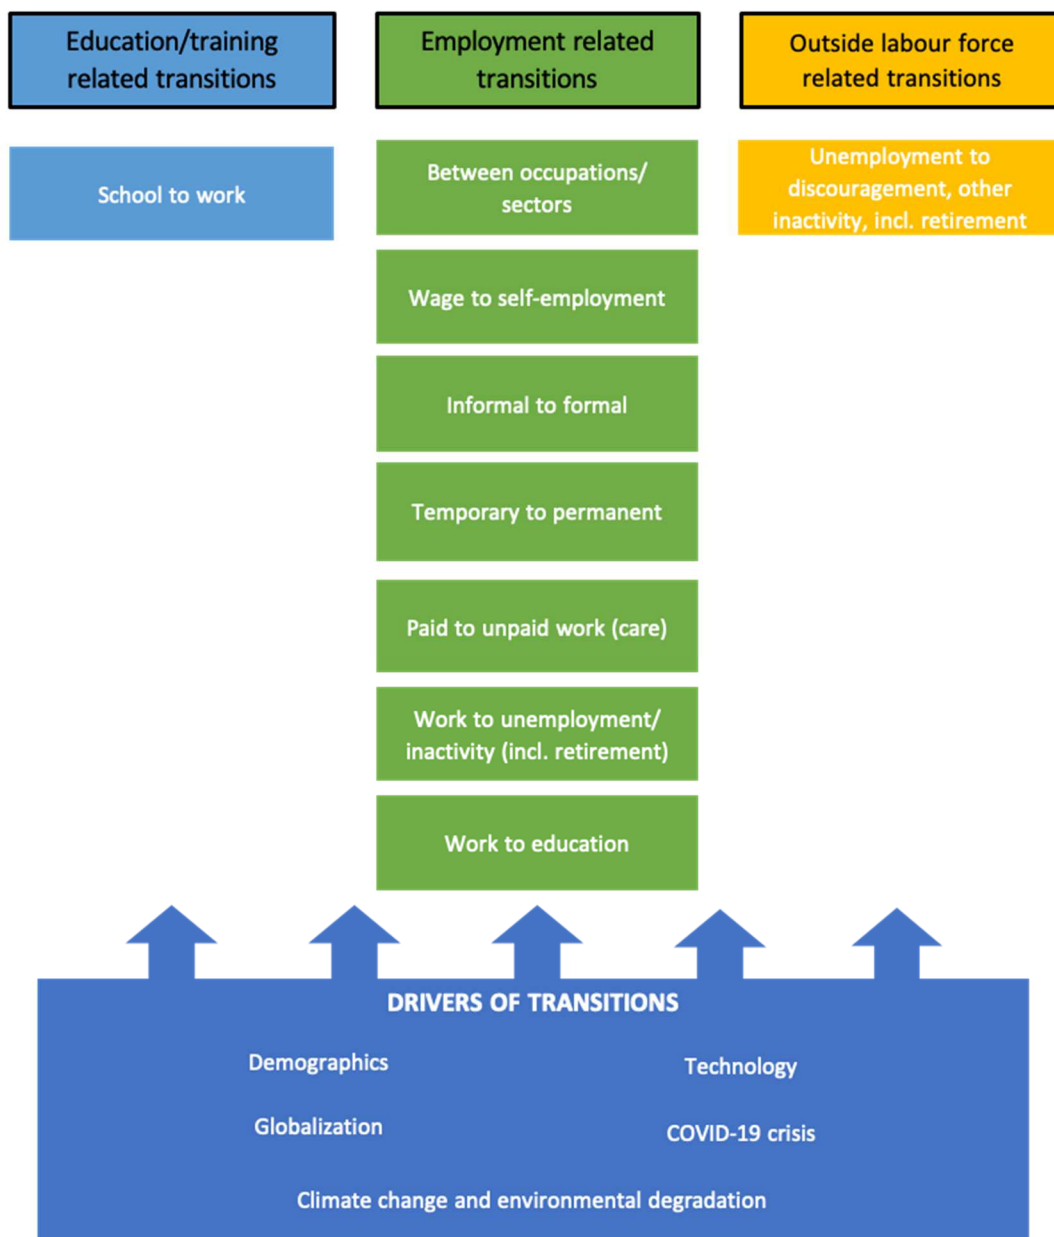 Education/training
related transitions
Employment related
transitions
Outside labour force
related transitions
School to work
Between occupations/
sectors
Unemployment to
discouragement, other
inactivity, incl. retirement
Wage to self-employment
Informal to formal
Temporary to permanent
Paid to unpaid work (care)
Work to unemployment/
inactivity (incl. retirement)
Work to education
DRIVERS OF TRANSITIONS
Demographics
Technology
Globalization
COVID-19 crisis
Climate change and environmental degradation